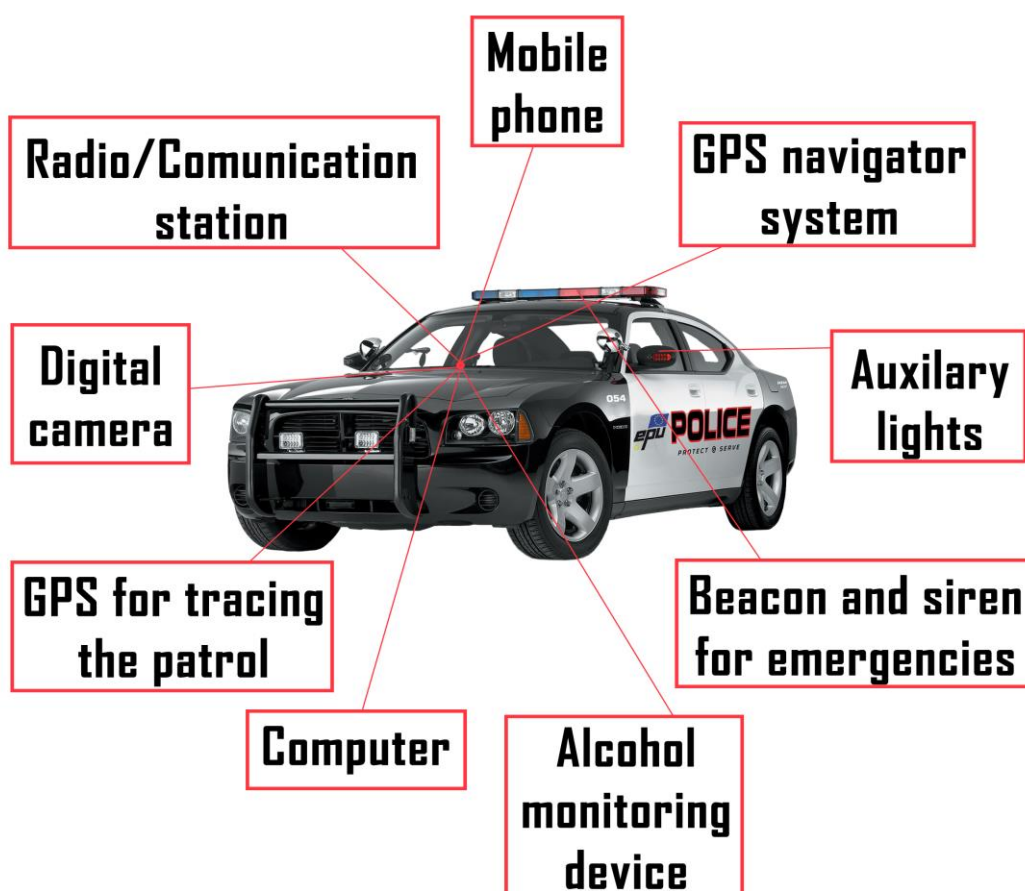 Mobile
phone
Radio/Comunication
station
GPS navigator
system
Digital
camera
Auxilary
lights
054
epu POLICE
PROTECT & SERVE
GPS for tracing
the patrol
Beacon and siren
for emergencies
Computer
Alcohol
monitoring
device